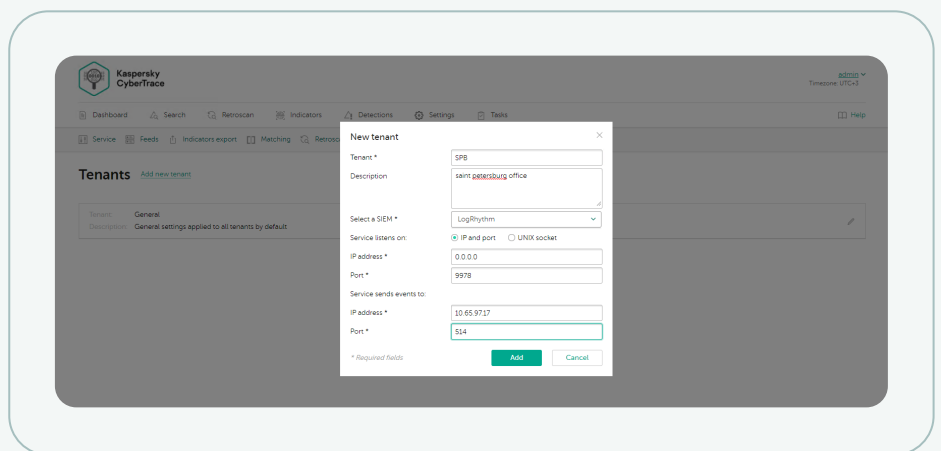 Kaspersky
CyberTrace
admin
Timezone: UTC+3
Dashboard Search Retroscan Indicators Detections Settings Tasks Help
Service Feeds Indicators export Matching
Tenants Add new tenant
Tenant: General
Description: General settings applied to all tenants by default
New tenant
Tenant * SPB
Description saint petersburg office
Select a SIEM * LogRhythm
Service listens on: IP and port UNIX socket
IP address * 0.0.0.0
Port * 9978
Service sends events to:
IP address * 10.65.97.17
Port * 514
* Required fields Add Cancel